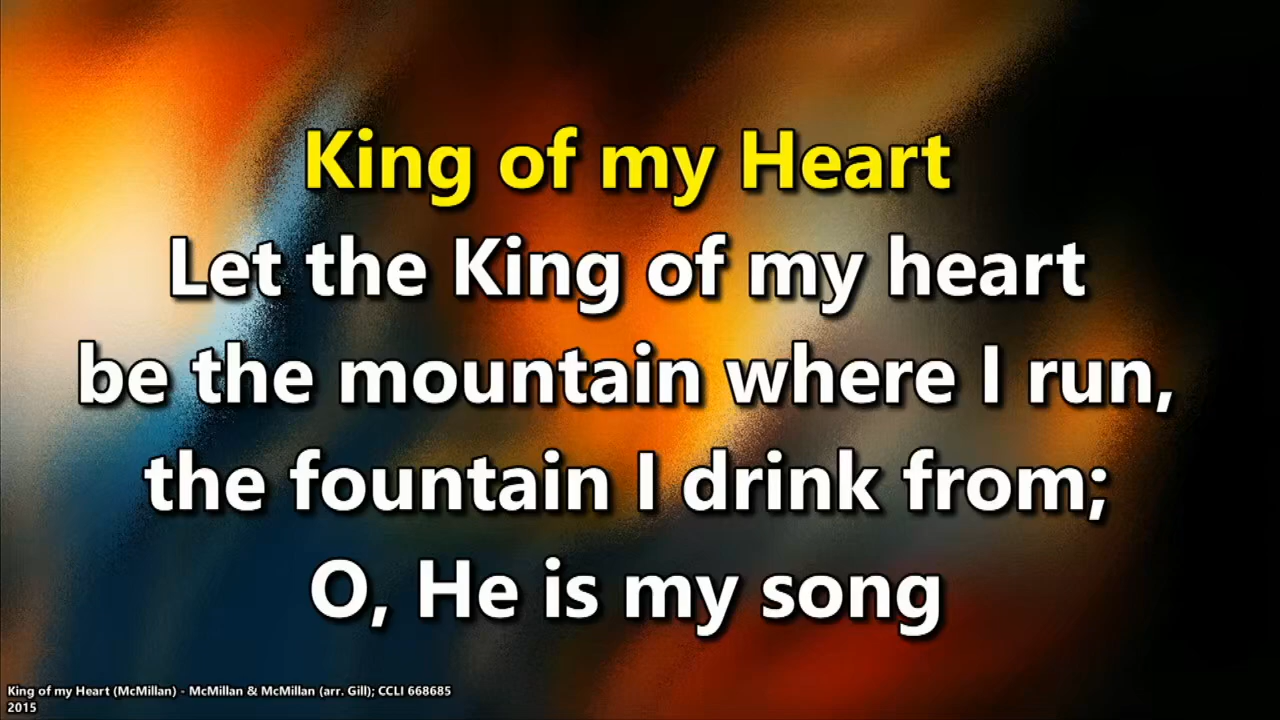 King of my Heart
Let the King of my heart
be the mountain where I run,
the fountain I drink from;
O, He is my song
King of my Heart (McMillan) - McMillan & McMillan (arr. Gill); CCLI 668685
2015